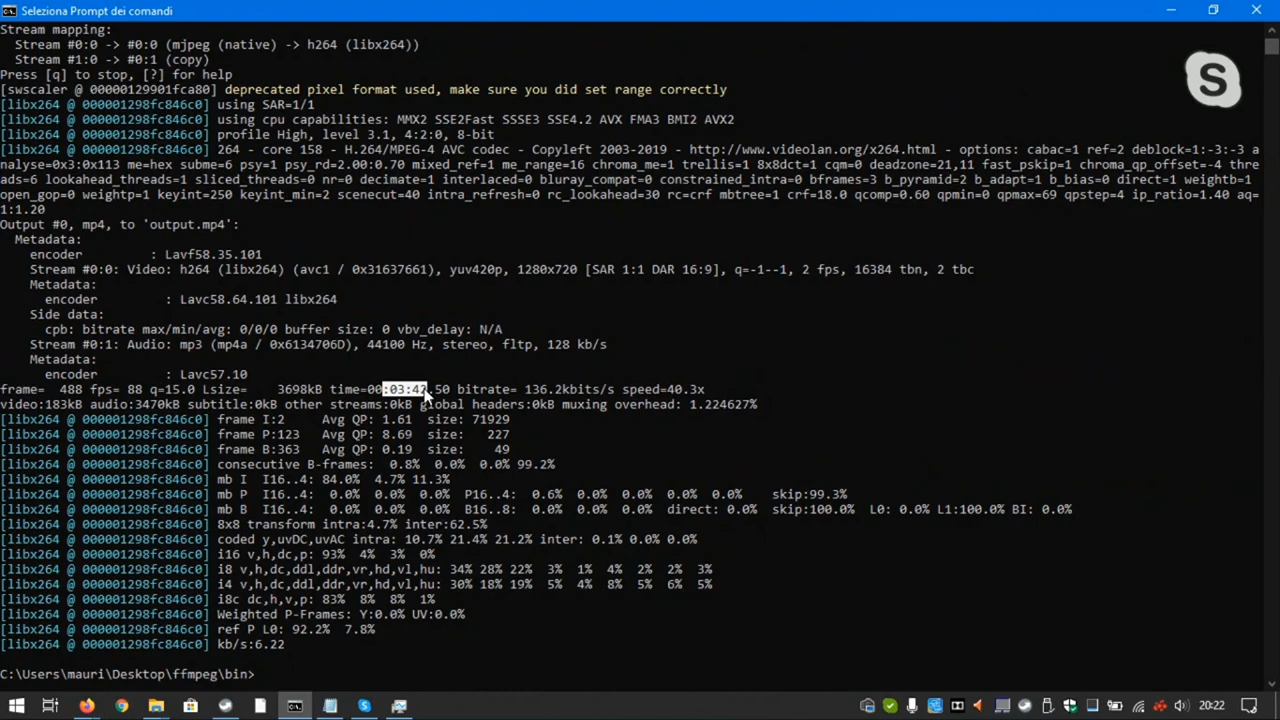 Seleziona Prompt dei comandi
Stream mapping:
Stream #0:0 -> #0:0 (mjpeg (native) -> h264 (libx264))
Stream #1:0 -> #0:1 (copy)
Press [q] to stop, [?] for help
[swscaler @ 00000129901fca80] deprecated pixel format used, make sure you did set range correctly
[libx264 @ 000001298fc846c0] using SAR=1/1
[libx264 @ 000001298fc846c0] using cpu capabilities: MMX2 SSE2Fast SSSE3 SSE4.2 AVX FMA3 BMI2 AVX2
[libx264 @ 000001298fc846c0] profile High, level 3.1, 4:2:0, 8-bit
[libx264 @ 000001298fc846c0] 264 - core 158 - H.264/MPEG-4 AVC codec - Copyleft 2003-2019 - http://www.videolan.org/x264.html - options: cabac=1 ref=2 deblock=1:-3:-3 a
nalyse=0x3:0x113 me=hex subme=6 psy=1 psy_rd=2.00:0.70 mixed_ref=1 me_range=16 chroma_me=1 trellis=1 8x8dct=1 cqm=0 deadzone=21,11 fast_pskip=1 chroma_qp_offset=-4 thre
ads=6 lookahead_threads=1 sliced_threads=0 nr=0 decimate=1 interlaced=0 bluray_compat=0 constrained_intra=0 bframes=3 b_pyramid=2 b_adapt=1 b_bias=0 direct=1 weightb=1
open_gop=0 weightp=1 keyint=250 keyint_min=2 scenecut=40 intra_refresh=0 rc_lookahead=30 rc=crf mbtree=1 crf=18.0 qcomp=0.60 qpmin=0 qpmax=69 qpstep=4 ip_ratio=1.40 aq=
1:1.20
Output #0, mp4, to 'output.mp4':
Metadata:
encoder : Lavf58.35.101
Stream #0:0: Video: h264 (libx264) (avc1 / 0x31637661), yuv420p, 1280x720 [SAR 1:1 DAR 16:9], q=-1--1, 2 fps, 16384 tbn, 2 tbc
Metadata:
encoder : Lavc58.64.101 libx264
Side data:
cpb: bitrate max/min/avg: 0/0/0 buffer size: 0 vbv_delay: N/A
Stream #0:1: Audio: mp3 (mp4a / 0x6134706D), 44100 Hz, stereo, fltp, 128 kb/s
Metadata:
encoder : Lavc57.10
frame= 488 fps= 88 q=15.0 Lsize= 3698kB time=00:03:42.50 bitrate= 136.2kbits/s speed=40.3x
video:183kB audio:3470kB subtitle:0kB other streams:0kB global headers:0kB muxing overhead: 1.224627%
[libx264 @ 000001298fc846c0] frame I:2 Avg QP: 1.61 size: 71929
[libx264 @ 000001298fc846c0] frame P:123 Avg QP: 8.69 size: 227
[libx264 @ 000001298fc846c0] frame B:363 Avg QP: 0.19 size: 49
[libx264 @ 000001298fc846c0] consecutive B-frames: 0.8% 0.0% 0.0% 99.2%
[libx264 @ 000001298fc846c0] mb I I16..4: 84.0% 4.7% 11.3%
[libx264 @ 000001298fc846c0] mb P I16..4: 0.0% 0.0% 0.0% P16..4: 0.6% 0.0% 0.0% 0.0% 0.0% skip:99.3%
[libx264 @ 000001298fc846c0] mb B I16..4: 0.0% 0.0% 0.0% B16..8: 0.0% 0.0% 0.0% direct: 0.0% skip:100.0% L0: 0.0% L1:100.0% BI: 0.0%
[libx264 @ 000001298fc846c0] 8x8 transform intra:4.7% inter:62.5%
[libx264 @ 000001298fc846c0] coded y,uvDC,uvAC intra: 10.7% 21.4% 21.2% inter: 0.1% 0.0% 0.0%
[libx264 @ 000001298fc846c0] i16 v,h,dc,p: 93% 4% 3% 0%
[libx264 @ 000001298fc846c0] i8 v,h,dc,ddl,ddr,vr,hd,vl,hu: 34% 28% 22% 3% 1% 4% 2% 2% 3%
[libx264 @ 000001298fc846c0] i4 v,h,dc,ddl,ddr,vr,hd,vl,hu: 30% 18% 19% 5% 4% 8% 5% 6% 5%
[libx264 @ 000001298fc846c0] i8c dc,h,v,p: 83% 8% 8% 1%
[libx264 @ 000001298fc846c0] Weighted P-Frames: Y:0.0% UV:0.0%
[libx264 @ 000001298fc846c0] ref P L0: 92.2% 7.8%
[libx264 @ 000001298fc846c0] kb/s:6.22
C:\Users\mauri\Desktop\ffmpeg\bin>
20:22